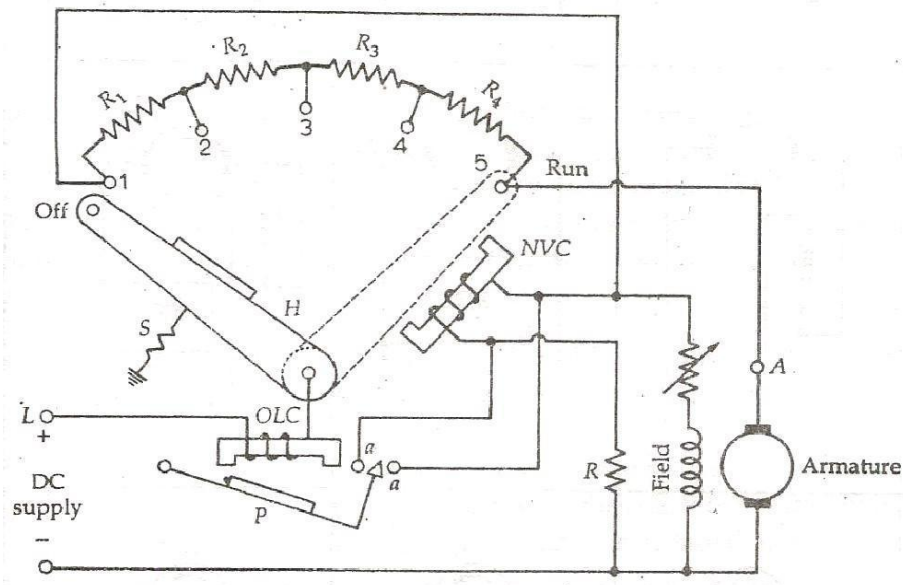 R₁
R₂
R₃
R₄
1
2
3
4
5
Run
Off
NVC
H
S
L
+
OLC
A
a
a
DC
supply
P
R
Field
Armature
−